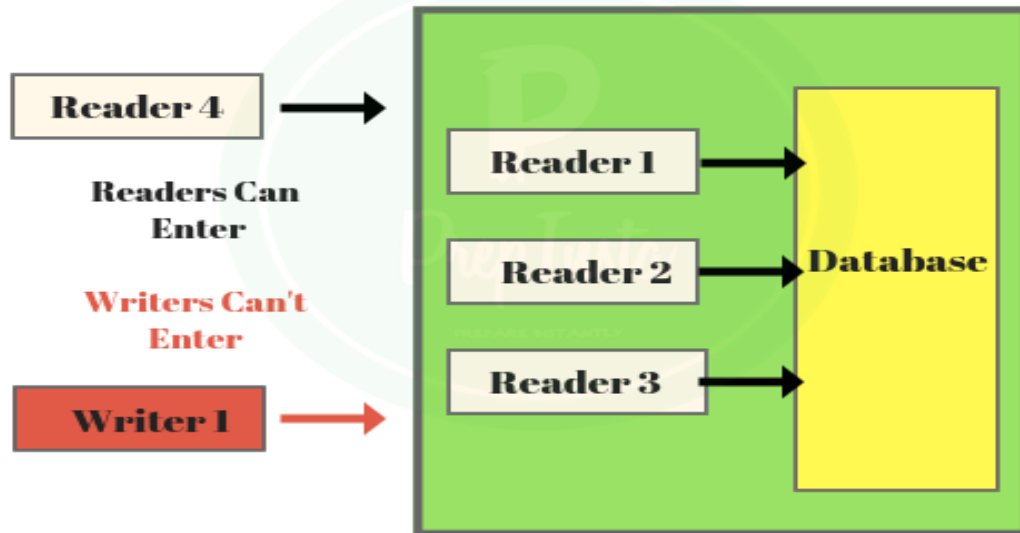 Reader 4
Readers Can
Enter
Writers Can't
Enter
Writer 1
Reader 1
Reader 2
Reader 3
Database